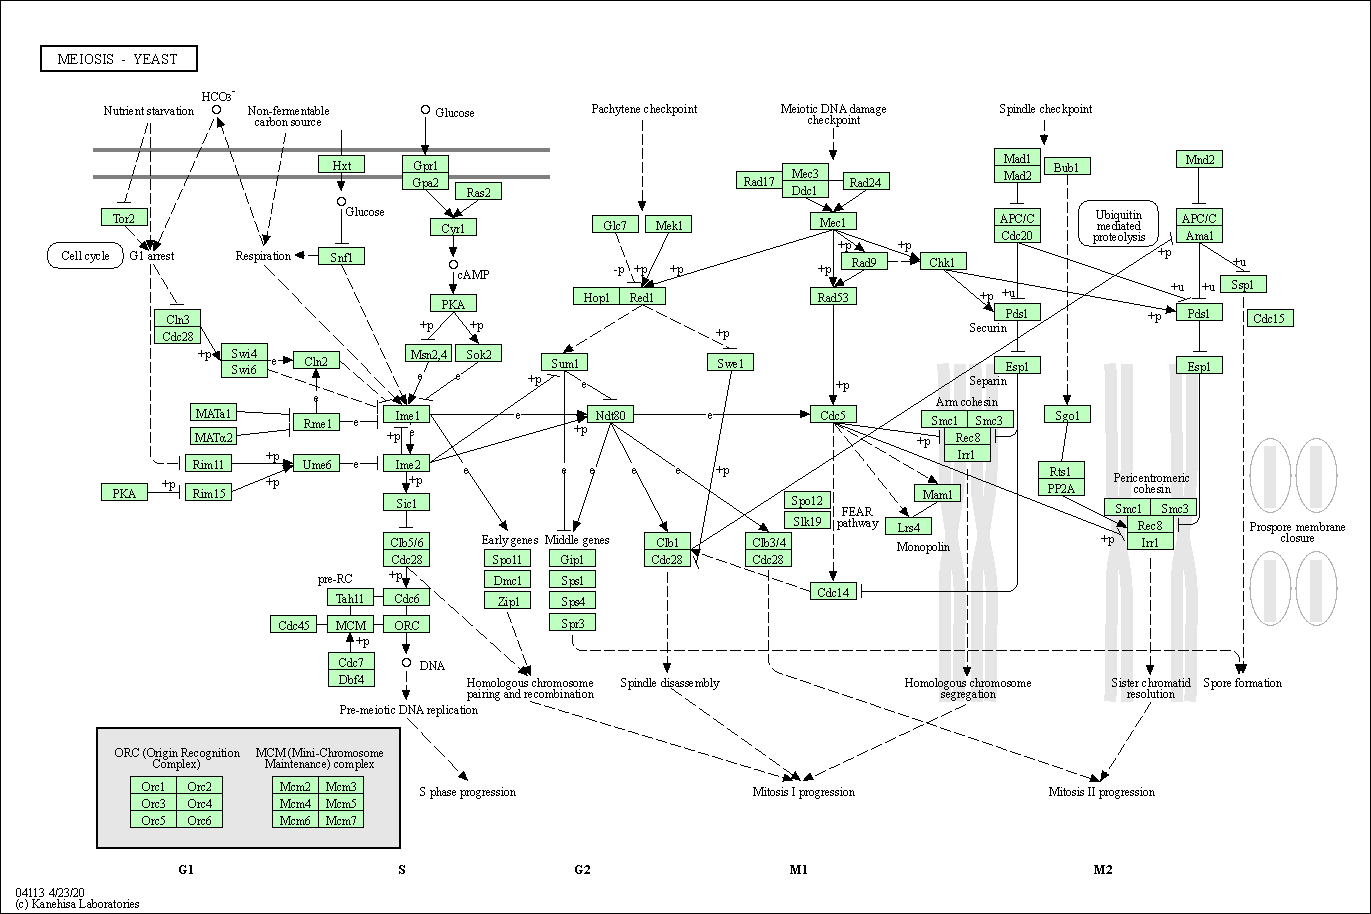 MEIOSIS - YEAST
Nutrient starvation
HCO3-
Non-fermentable
carbon source
Glucose
Pachytene checkpoint
Meiotic DNA damage
checkpoint
Spindle checkpoint
Hxt
Gpr1
Gpa2
Ras2
Glucose
Tor2
Cyr1
Cell cycle
G1 arrest
Respiration
Snf1
cAMP
PKA
+p
+p
Msn2,4
Sok2
Cln3
Cdc28
+p
Swi4
Swi6
e
Cln2
e
e
e
MATa1
MATα2
Rme1
e
Ime1
e
+p
e
Rim11
+p
Ume6
e
Ime2
PKA
+p
Rim15
+p
+p
Sic1
Clb5/6
Cdc28
+p
pre-RC
Tah11
Cdc6
Cdc45
MCM
ORC
+p
Cdc7
Dbf4
DNA
Pre-meiotic DNA replication
S phase progression
Glc7
Mek1
-p
+p
+p
Hop1
Red1
Sum1
+p
e
+p
Swe1
Ndt80
+p
e
e
e
e
e
e
+p
Early genes
Spo11
Dmc1
Zip1
Middle genes
Gip1
Sps1
Sps4
Spr3
Clb1
Cdc28
Clb3/4
Cdc28
Homologous chromosome
pairing and recombination
Spindle disassembly
Rad17
Mec3
Ddc1
Rad24
Mec1
+p
+p
+p
Rad9
Chk1
Rad53
+p
Cdc5
+p
Spo12
Slk19
FEAR
pathway
Mam1
Lrs4
Monopolin
Cdc14
Mad1
Mad2
Bub1
Mnd2
APC/C
Cdc20
Ubiquitin
mediated
proteolysis
APC/C
Ama1
+p
+u
Ssp1
+p
+u
+u
Pds1
Securin
+p
Pds1
Cdc15
Esp1
Separin
Esp1
Arm cohesin
Smc1
Smc3
Rec8
Irr1
Sgo1
Rts1
PP2A
Pericentromeric
cohesin
Smc1
Smc3
Rec8
Irr1
+p
Prospore membrane
closure
Homologous chromosome
segregation
Sister chromatid
resolution
Spore formation
Mitosis I progression
Mitosis II progression
ORC (Origin Recognition
Complex)
Orc1
Orc2
Orc3
Orc4
Orc5
Orc6
MCM (Mini-Chromosome
Maintenance) complex
Mcm2
Mcm3
Mcm4
Mcm5
Mcm6
Mcm7
G1
S
G2
M1
M2
04113 4/23/20
(c) Kanehisa Laboratories